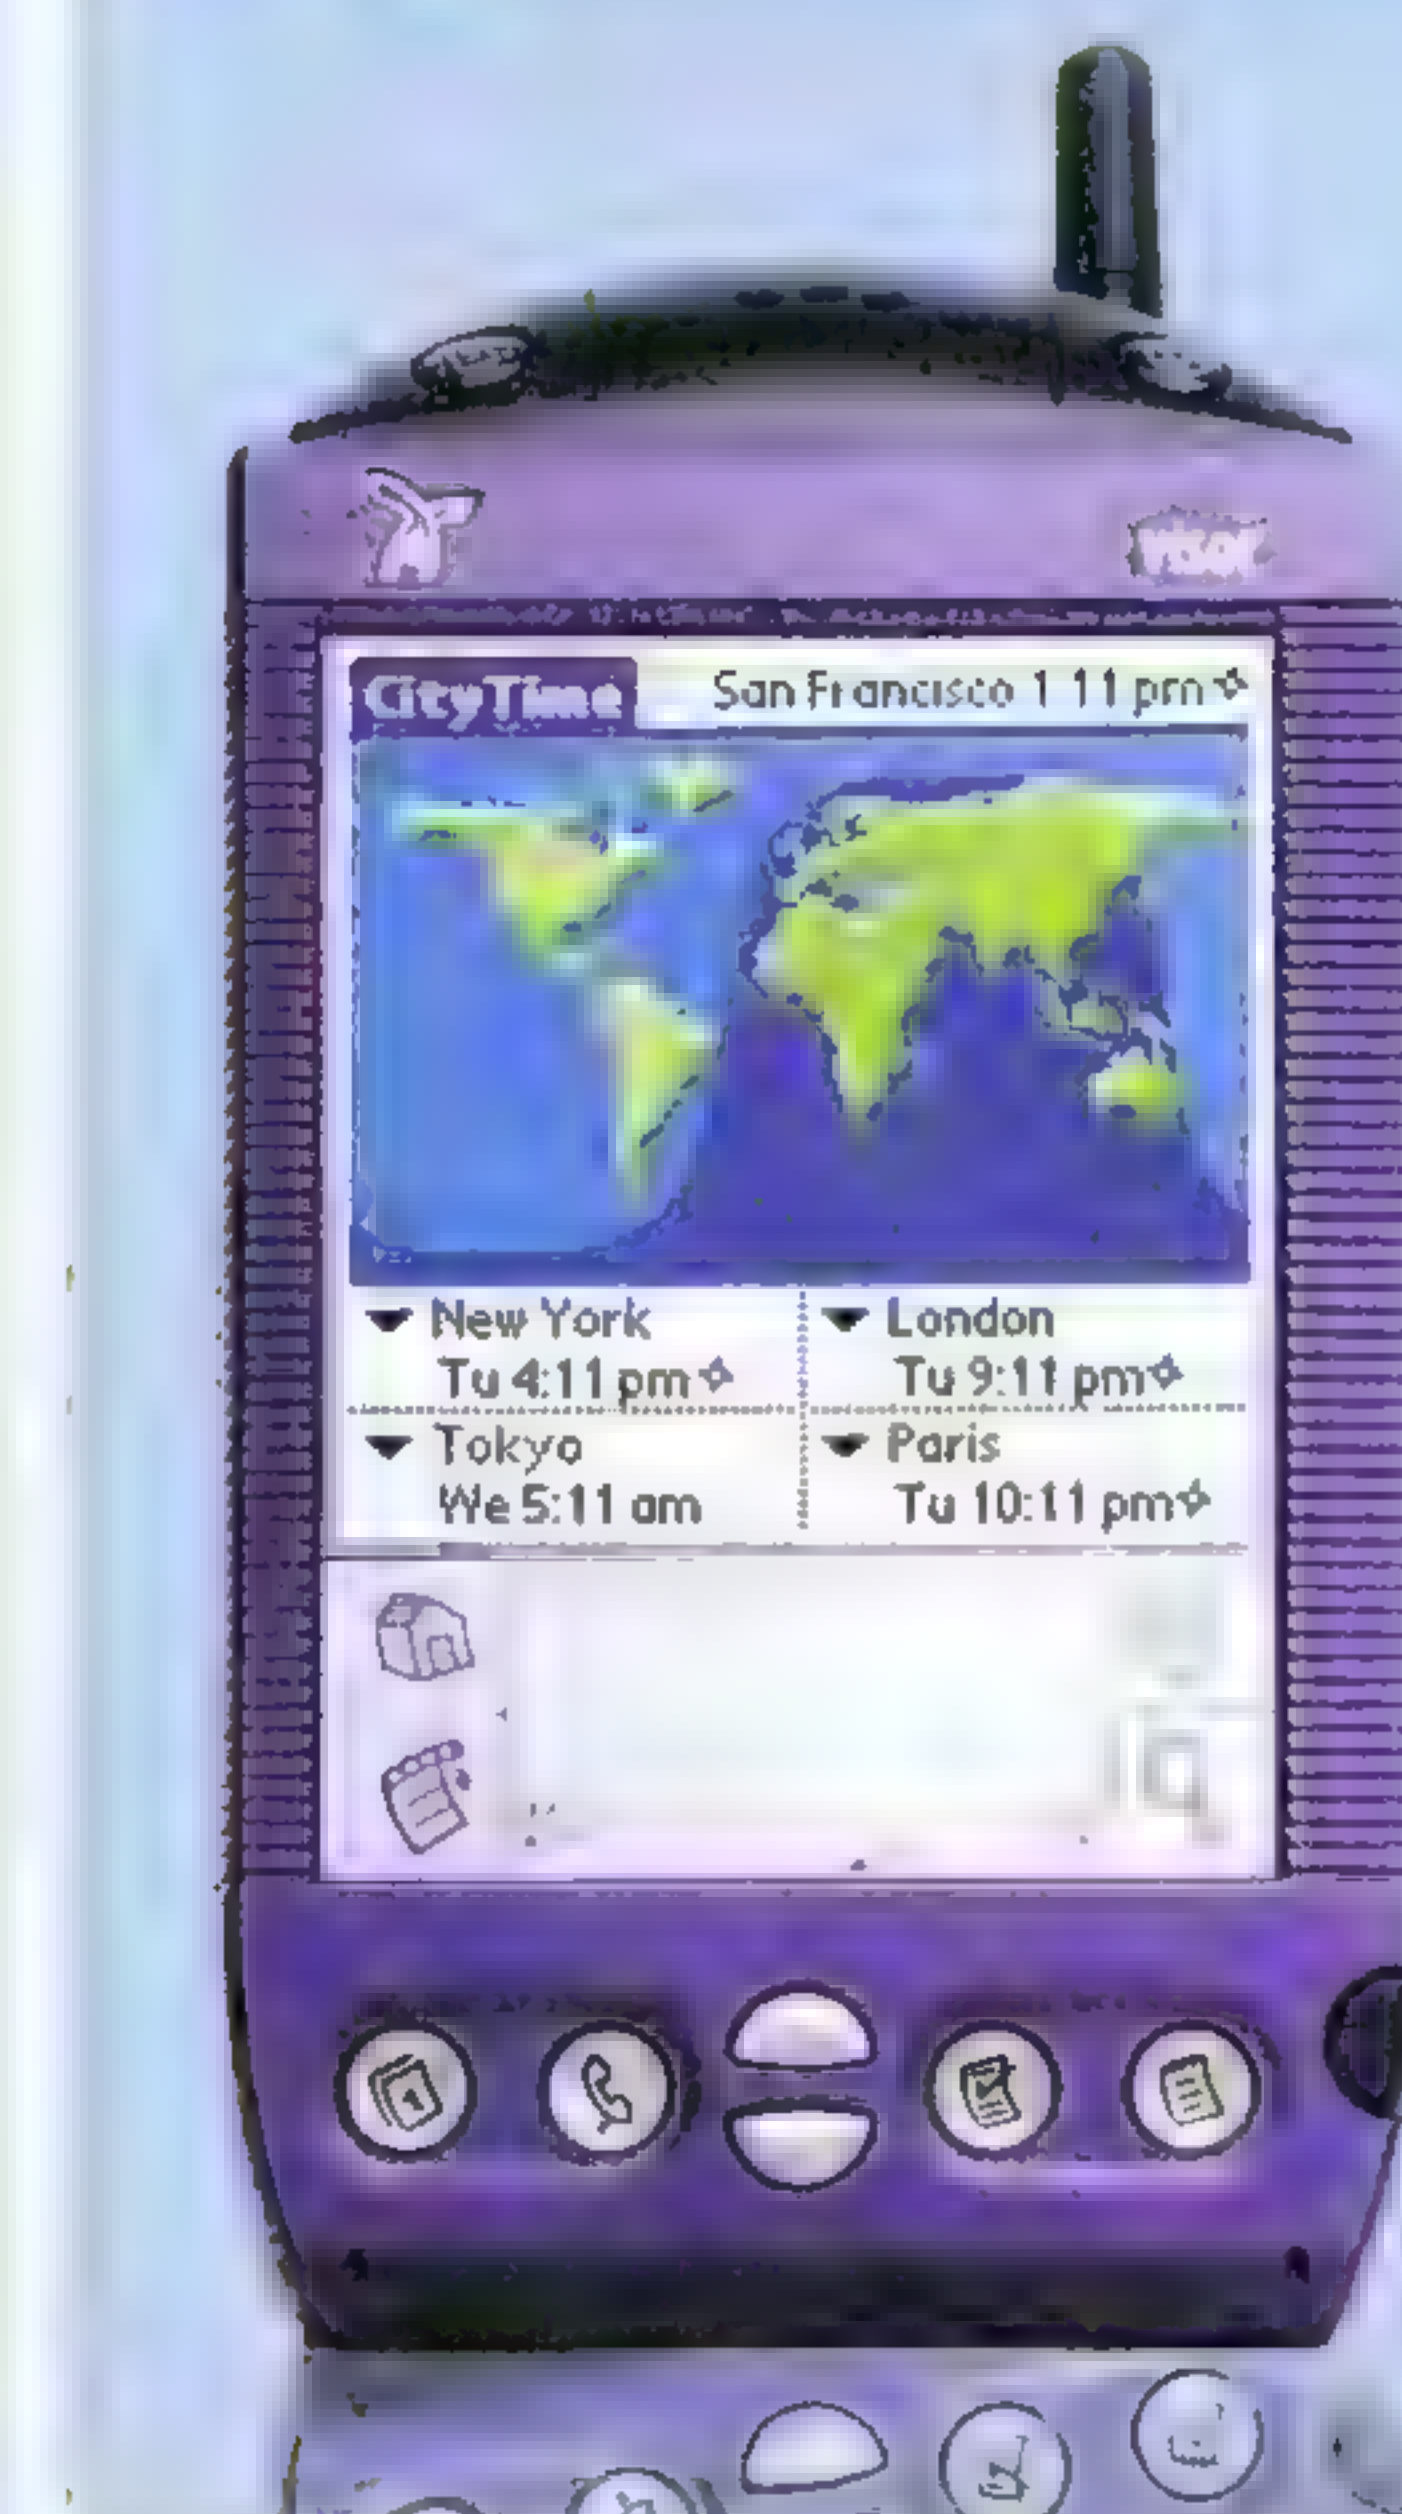 CityTime
San Francisco 1 11 pm
New York
Tu 4:11 pm
London
Tu 9:11 pm
Tokyo
We 5:11 am
Paris
Tu 10:11 pm